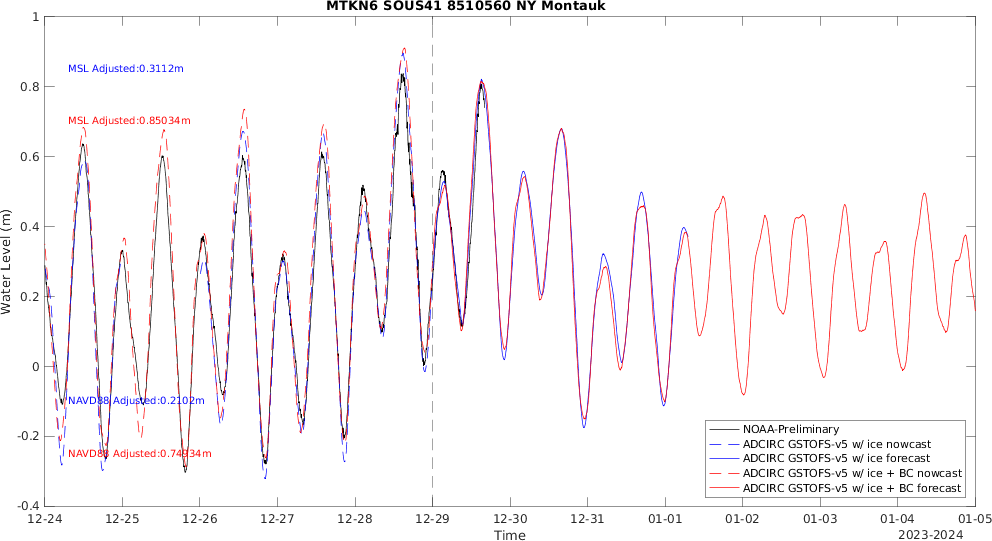 MTKN6 SOUS41 8510560 NY Montauk
1
0.8
0.6
0.4
0.2
0
-0.2
-0.4
Water Level (m)
MSL Adjusted:0.3112m
MSL Adjusted:0.85034m
NAVD88 Adjusted:0.2102m
NAVD88 Adjusted:0.74934m
NOAA-Preliminary
ADCIRC GSTOFS-v5 w/ ice nowcast
ADCIRC GSTOFS-v5 w/ ice forecast
ADCIRC GSTOFS-v5 w/ ice + BC nowcast
ADCIRC GSTOFS-v5 w/ ice + BC forecast
12-24 12-25 12-26 12-27 12-28 12-29 12-30 12-31 01-01 01-02 01-03 01-04 01-05
Time
2023-2024